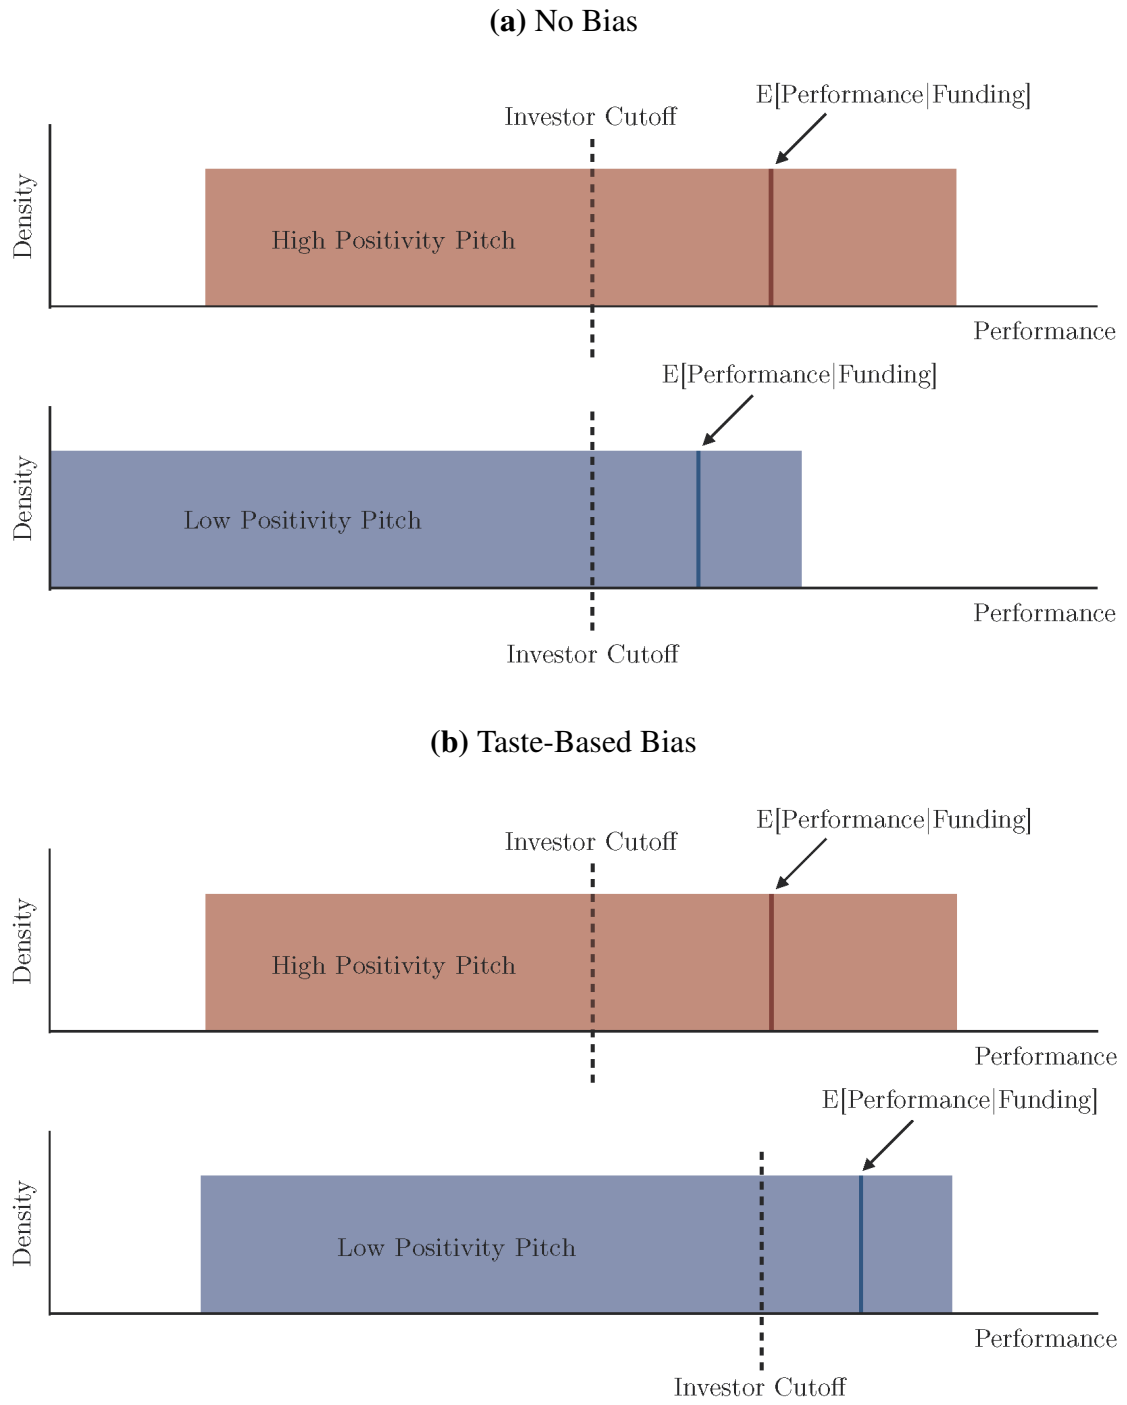 (a) No Bias
E[Performance|Funding]
Investor Cutoff
Density
High Positivity Pitch
Performance
E[Performance|Funding]
Density
Low Positivity Pitch
Performance
Investor Cutoff
(b) Taste-Based Bias
E[Performance|Funding]
Investor Cutoff
Density
High Positivity Pitch
Performance
E[Performance|Funding]
Density
Low Positivity Pitch
Performance
Investor Cutoff